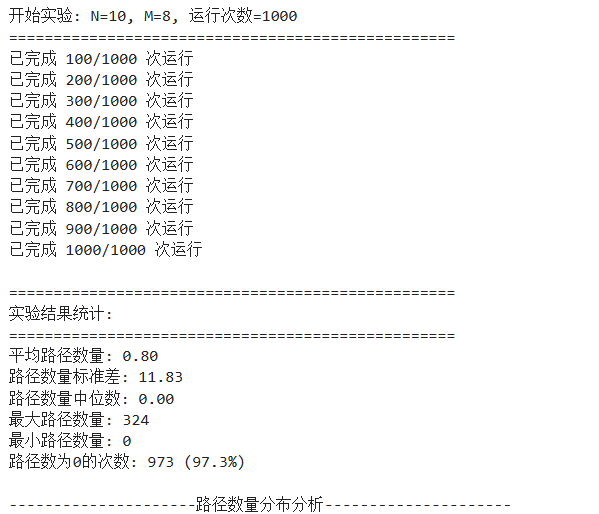 开始实验: N=10, M=8, 运行次数=1000
==================================================
已完成 100/1000 次运行
已完成 200/1000 次运行
已完成 300/1000 次运行
已完成 400/1000 次运行
已完成 500/1000 次运行
已完成 600/1000 次运行
已完成 700/1000 次运行
已完成 800/1000 次运行
已完成 900/1000 次运行
已完成 1000/1000 次运行
==================================================
实验结果统计:
==================================================
平均路径数量: 0.80
路径数量标准差: 11.83
路径数量中位数: 0.00
最大路径数量: 324
最小路径数量: 0
路径数为0的次数: 973 (97.3%)
---------------------路径数量分布分析---------------------